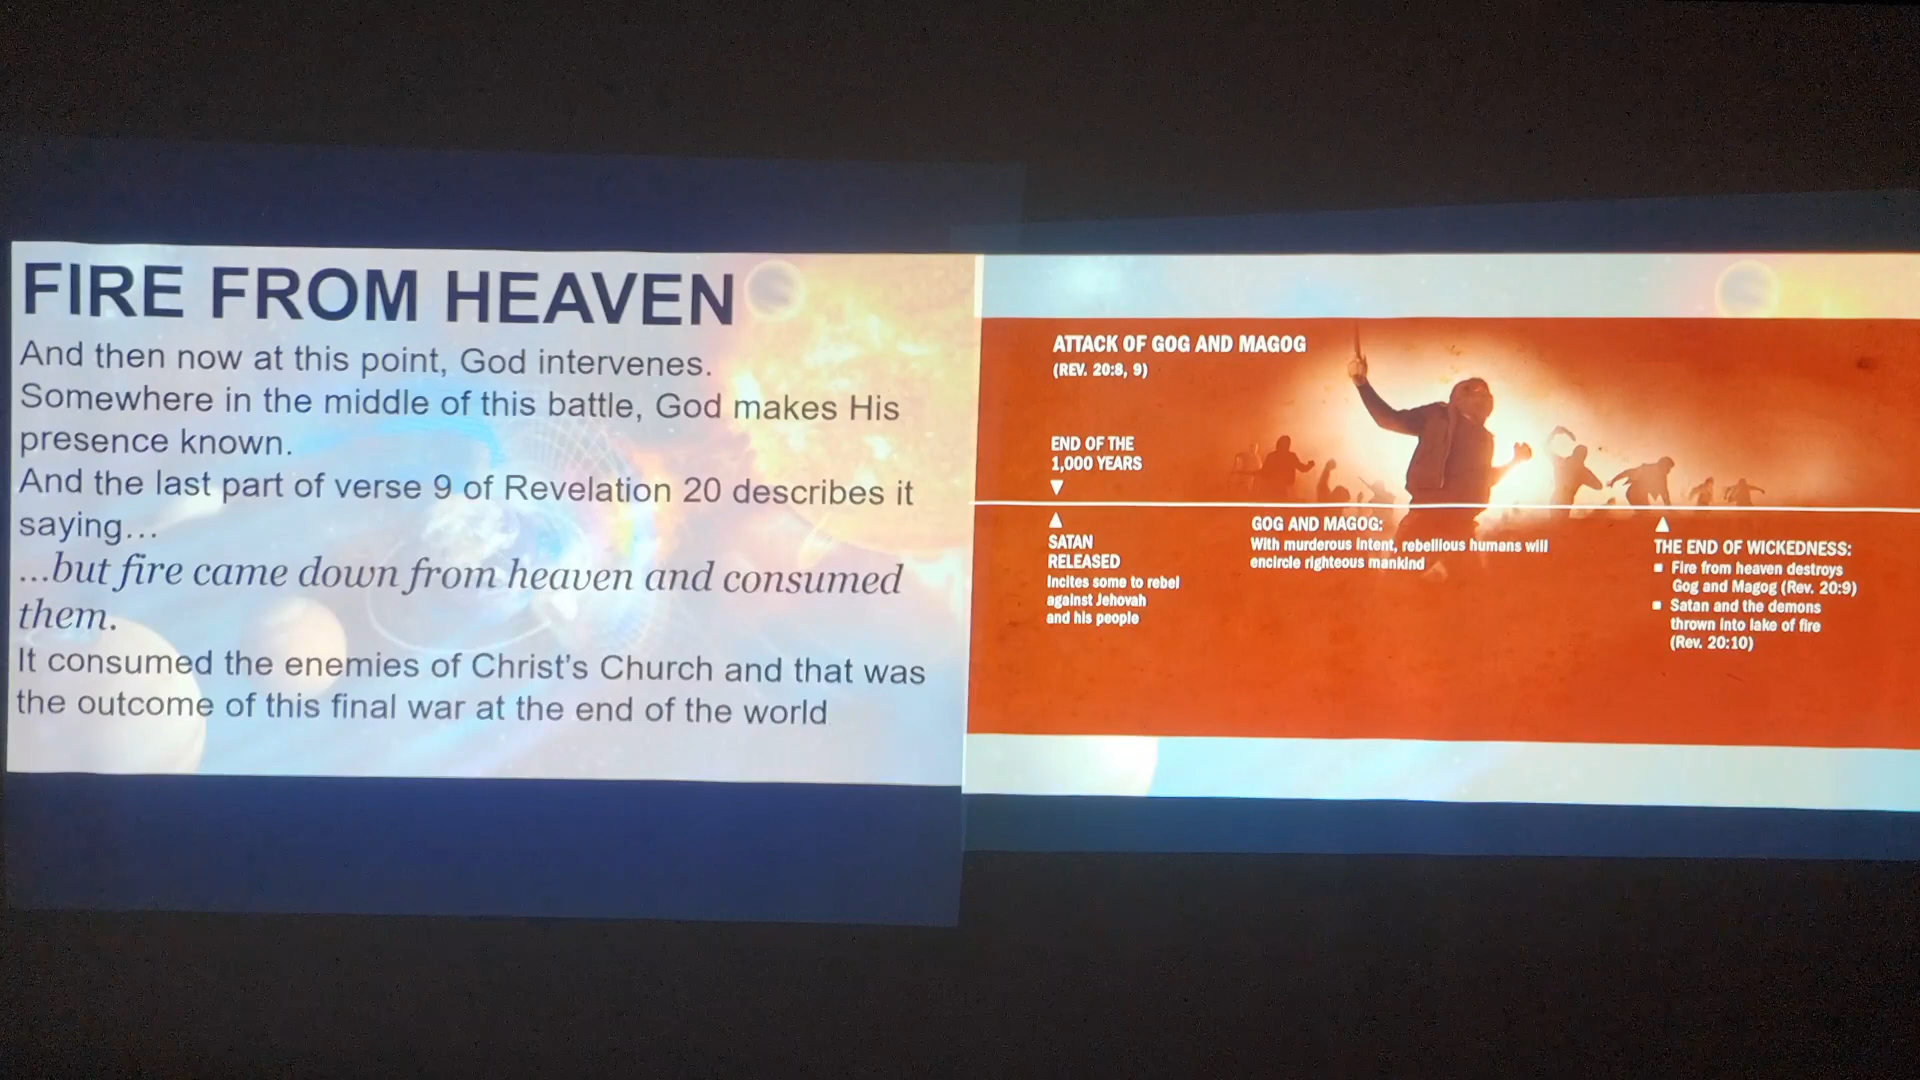 FIRE FROM HEAVEN
And then now at this point, God intervenes.
Somewhere in the middle of this battle, God makes His
presence known.
And the last part of verse 9 of Revelation 20 describes it
saying...
...but fire came down from heaven and consumed
them.
It consumed the enemies of Christ's Church and that was
the outcome of this final war at the end of the world
ATTACK OF GOG AND MAGOG
(REV. 20:8, 9)
END OF THE
1,000 YEARS
▼
▲
SATAN
RELEASED
Incites some to rebel
against Jehovah
and his people
GOG AND MAGOG:
With murderous intent, rebellious humans will
encircle righteous mankind
▲
THE END OF WICKEDNESS:
▪ Fire from heaven destroys
Gog and Magog (Rev. 20:9)
▪ Satan and the demons
thrown into lake of fire
(Rev. 20:10)